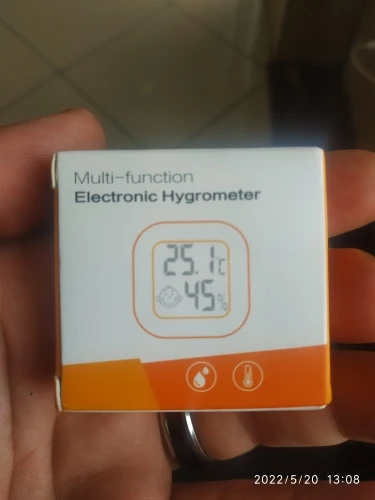 Multi-function
Electronic Hygrometer
25.1℃
45%
2022/5/20 13:08